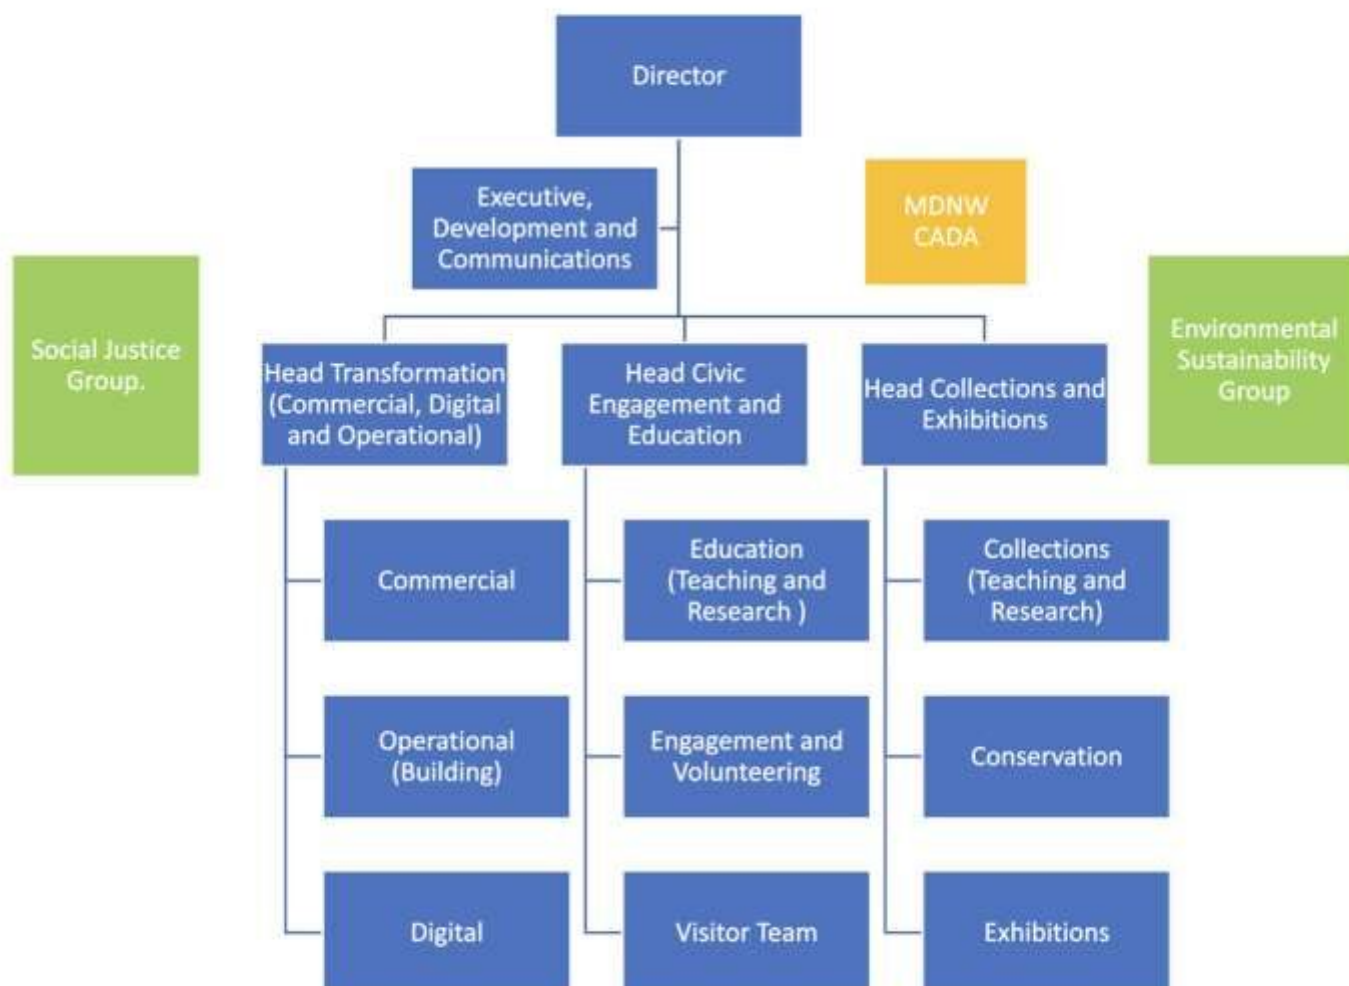 Director
Executive,
Development and
Communications
MDNW
CADA
Social Justice
Group.
Environmental
Sustainability
Group
Head Transformation
(Commercial, Digital
and Operational)
Head Civic
Engagement and
Education
Head Collections and
Exhibitions
Commercial
Education
(Teaching and
Research )
Collections
(Teaching and
Research)
Operational
(Building)
Engagement and
Volunteering
Conservation
Digital
Visitor Team
Exhibitions